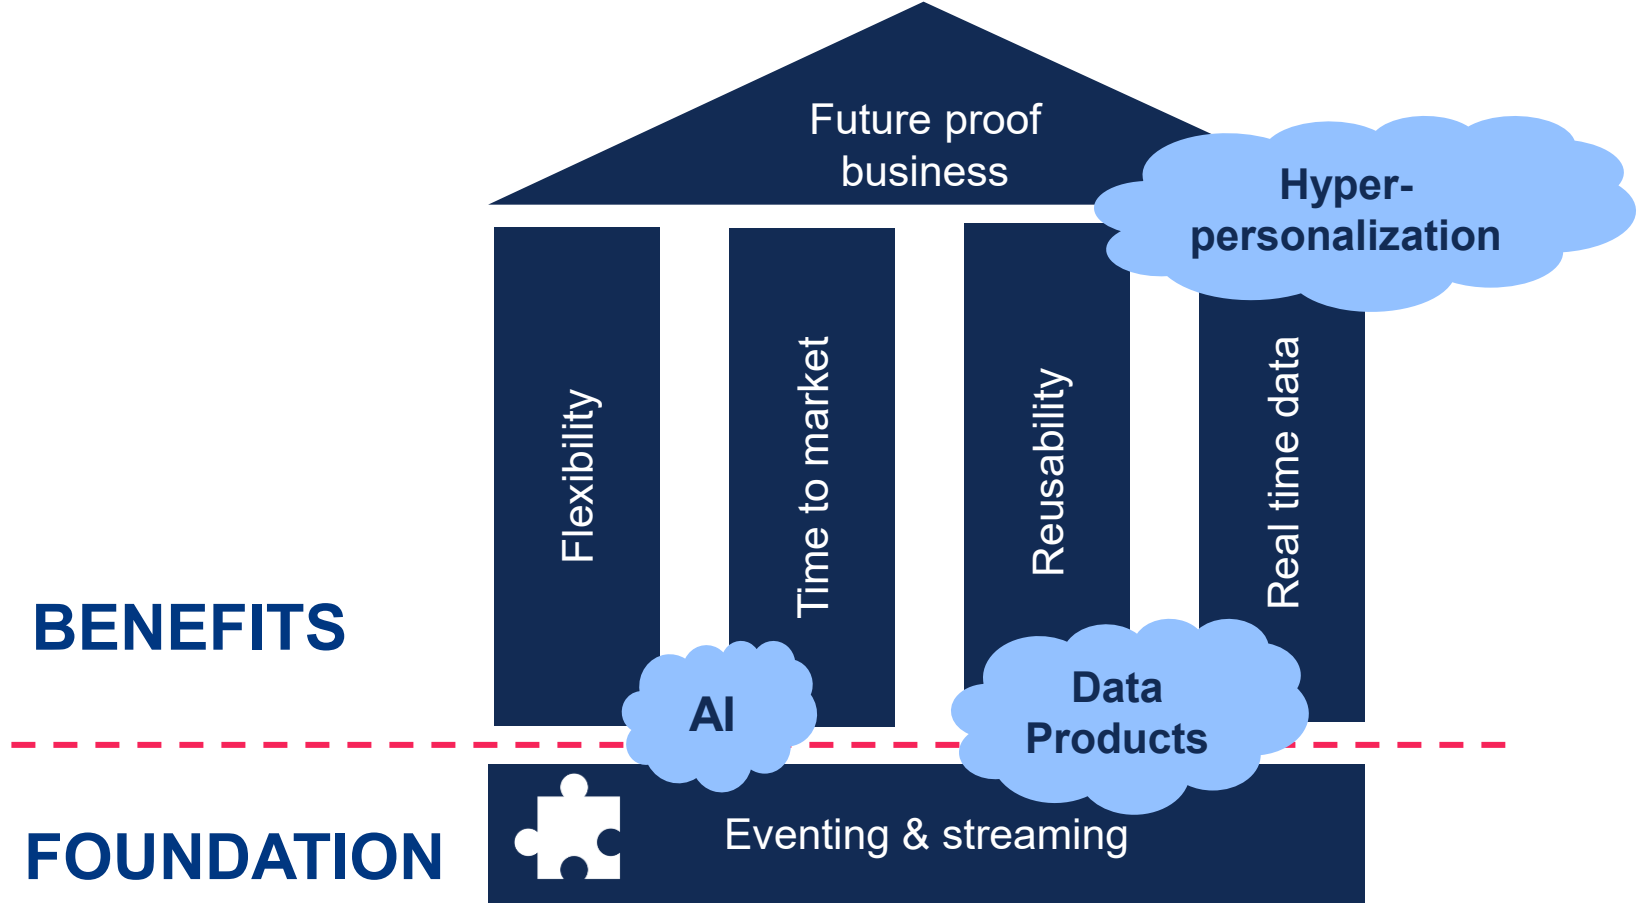 Future proof
business
Hyper-
personalization
Flexibility
Time to market
Reusability
Real time data
BENEFITS
AI
Data
Products
FOUNDATION
Eventing & streaming